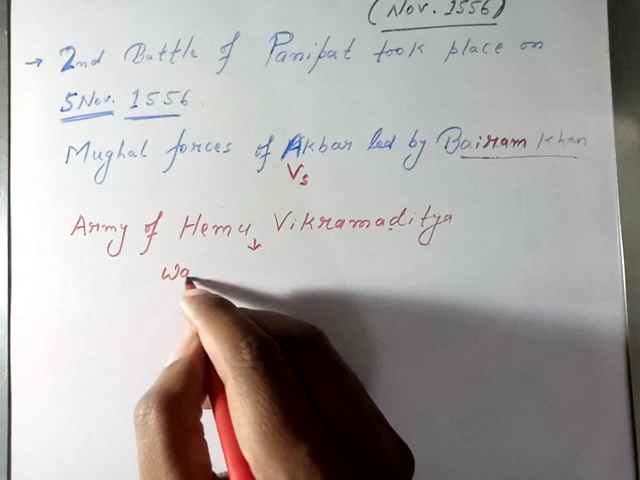 (Nov. 1556)
→ 2nd Battle of Panipat took place on
5 Nov. 1556.
Mughal forces of Akbar led by Bairam Khan
Vs
Army of Hemu Vikramaditya
↓
Wa